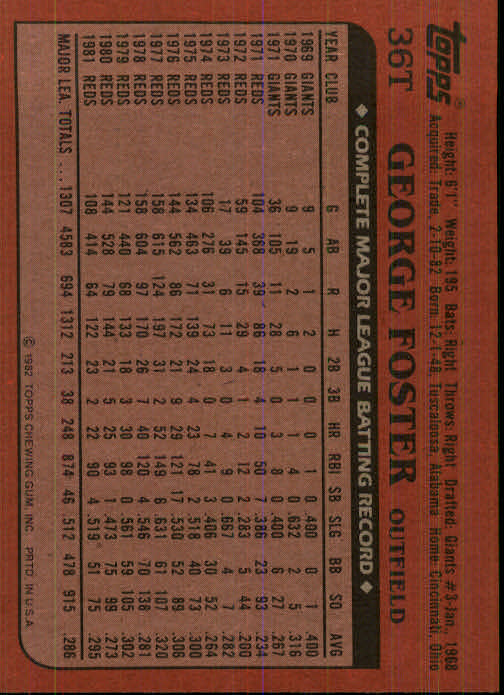 topps®
Height: 6'1" Weight: 195 Bats: Right Throws: Right Drafted: Giants #3-Jan., 1968
Acquired: Trade, 2-10-82 Born: 12-1-48, Tuscaloosa, Alabama Home: Cincinnati, Ohio
36T GEORGE FOSTER OUTFIELD
◆ COMPLETE MAJOR LEAGUE BATTING RECORD ◆
YEAR CLUB G AB R H 2B 3B HR RBI SB SLG BB SO AVG
1969 GIANTS 9 5 1 2 0 0 0 1 0 .400 0 1 .400
1970 GIANTS 9 19 2 6 1 1 1 4 0 .632 2 5 .316
1971 GIANTS 36 105 11 28 5 0 3 8 0 .400 6 27 .267
1971 REDS 104 368 39 86 18 4 10 50 7 .386 23 93 .234
1972 REDS 59 145 15 29 4 1 2 12 2 .283 5 44 .200
1973 REDS 17 39 6 11 3 0 4 9 0 .667 4 7 .282
1974 REDS 106 276 31 73 18 0 7 41 3 .406 30 52 .264
1975 REDS 134 463 71 139 24 4 23 78 2 .518 40 73 .300
1976 REDS 144 562 86 172 21 9 29 121 17 .530 52 89 .306
1977 REDS 158 615 124 197 31 2 52 149 6 .631 61 107 .320
1978 REDS 158 604 97 170 26 7 40 120 4 .546 70 138 .281
1979 REDS 121 440 68 133 18 3 30 98 0 .561 59 105 .302
1980 REDS 144 528 79 144 21 5 25 93 1 .473 75 99 .273
1981 REDS 108 414 64 122 23 2 22 90 4 .519 51 75 .295
MAJOR LEA. TOTALS ... 1307 4583 694 1312 213 38 248 874 46 .512 478 915 .286
© 1982 TOPPS CHEWING GUM, INC. PRTD. IN U.S.A.